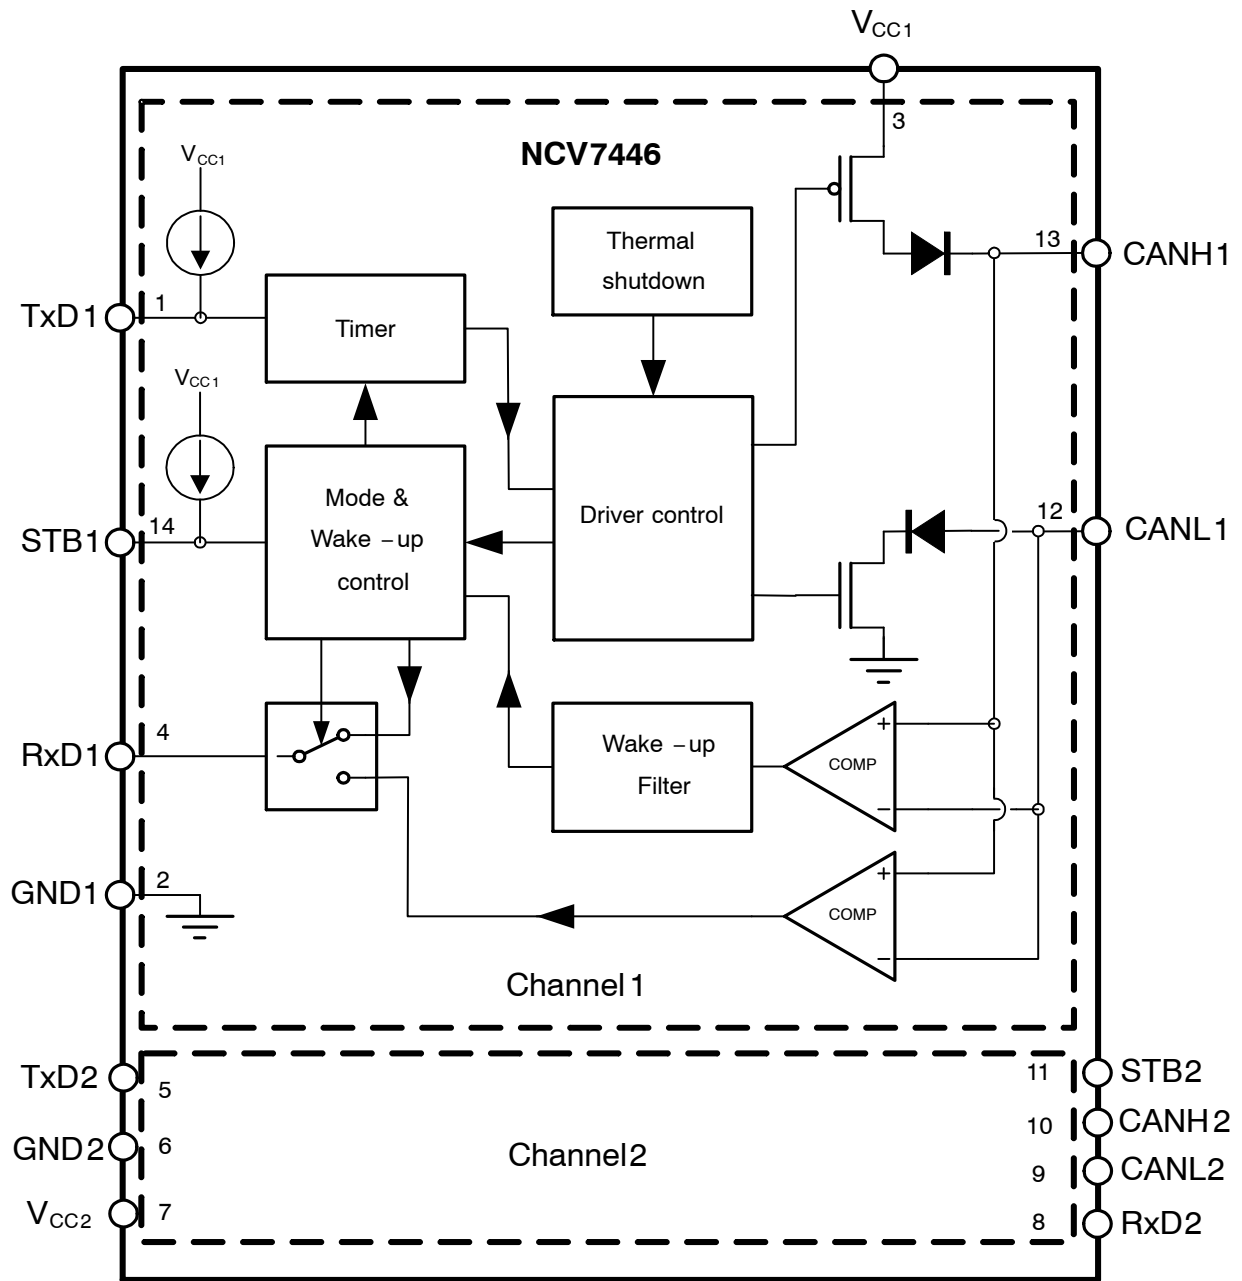 VCC1
3
NCV7446
VCC1
Thermal
shutdown
13
CANH1
TxD1
1
Timer
VCC1
Mode &
Wake-up
control
Driver control
12
CANL1
STB1
14
RxD1
4
Wake-up
Filter
+
COMP
−
GND1
2
+
COMP
−
Channel 1
TxD2
5
11
STB2
GND2
6
Channel 2
10
CANH2
9
CANL2
VCC2
7
8
RxD2